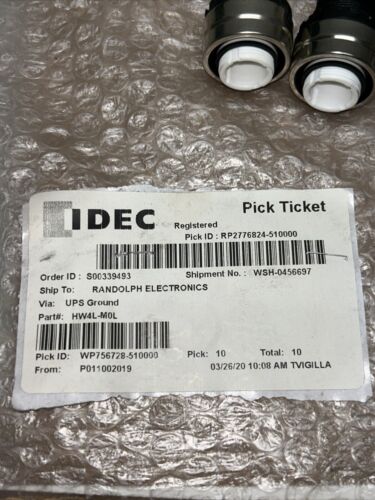 IDEC
Pick Ticket
Registered
Pick ID : RP2776824-510000
Order ID : S00339493 Shipment No. : WSH-0456697
Ship To: RANDOLPH ELECTRONICS
Via: UPS Ground
Part#: HW4L-M0L
Pick ID: WP756728-510000 Pick: 10 Total: 10
From: P011002019 03/26/20 10:08 AM TVIGILLA